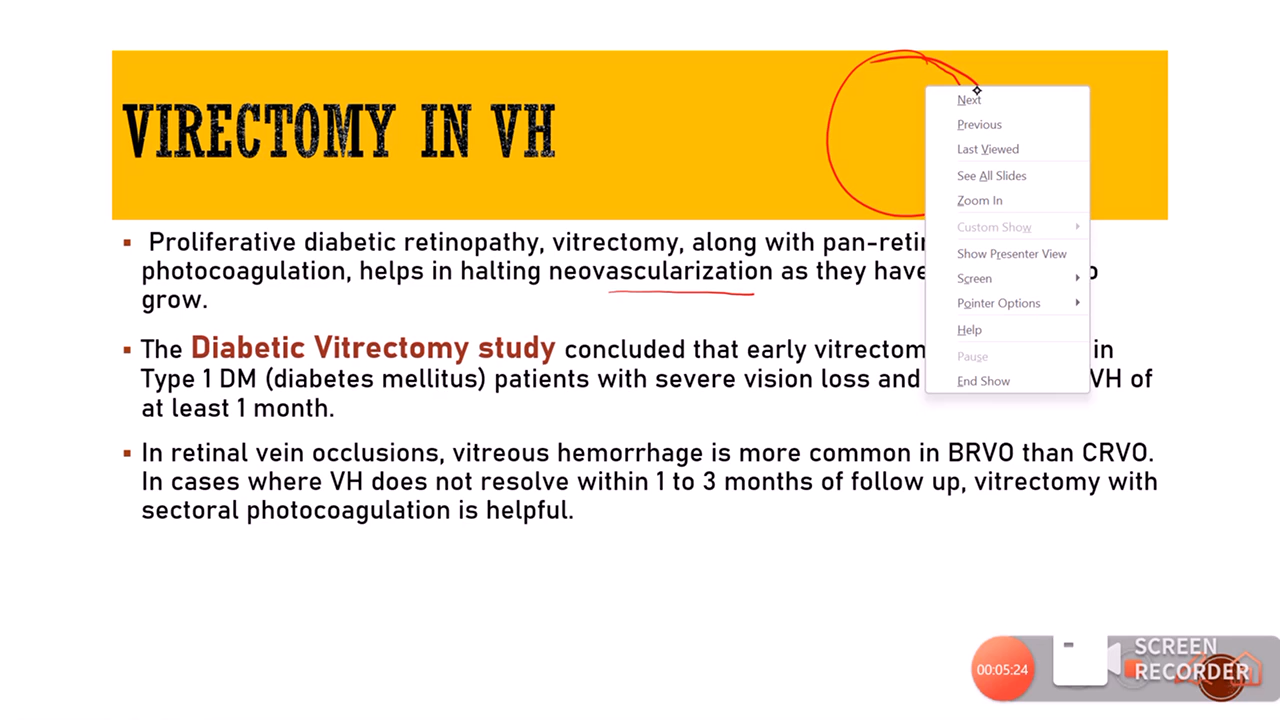 VIRECTOMY IN VH
Next
Previous
Last Viewed
See All Slides
Zoom In
Custom Show
Show Presenter View
Screen
Pointer Options
Help
Pause
End Show
▪ Proliferative diabetic retinopathy, vitrectomy, along with pan-retin
photocoagulation, helps in halting neovascularization as they have o
grow.
▪ The Diabetic Vitrectomy study concluded that early vitrectom in
Type 1 DM (diabetes mellitus) patients with severe vision loss and VH of
at least 1 month.
▪ In retinal vein occlusions, vitreous hemorrhage is more common in BRVO than CRVO.
In cases where VH does not resolve within 1 to 3 months of follow up, vitrectomy with
sectoral photocoagulation is helpful.
00:05:24
SCREEN
RECORDER